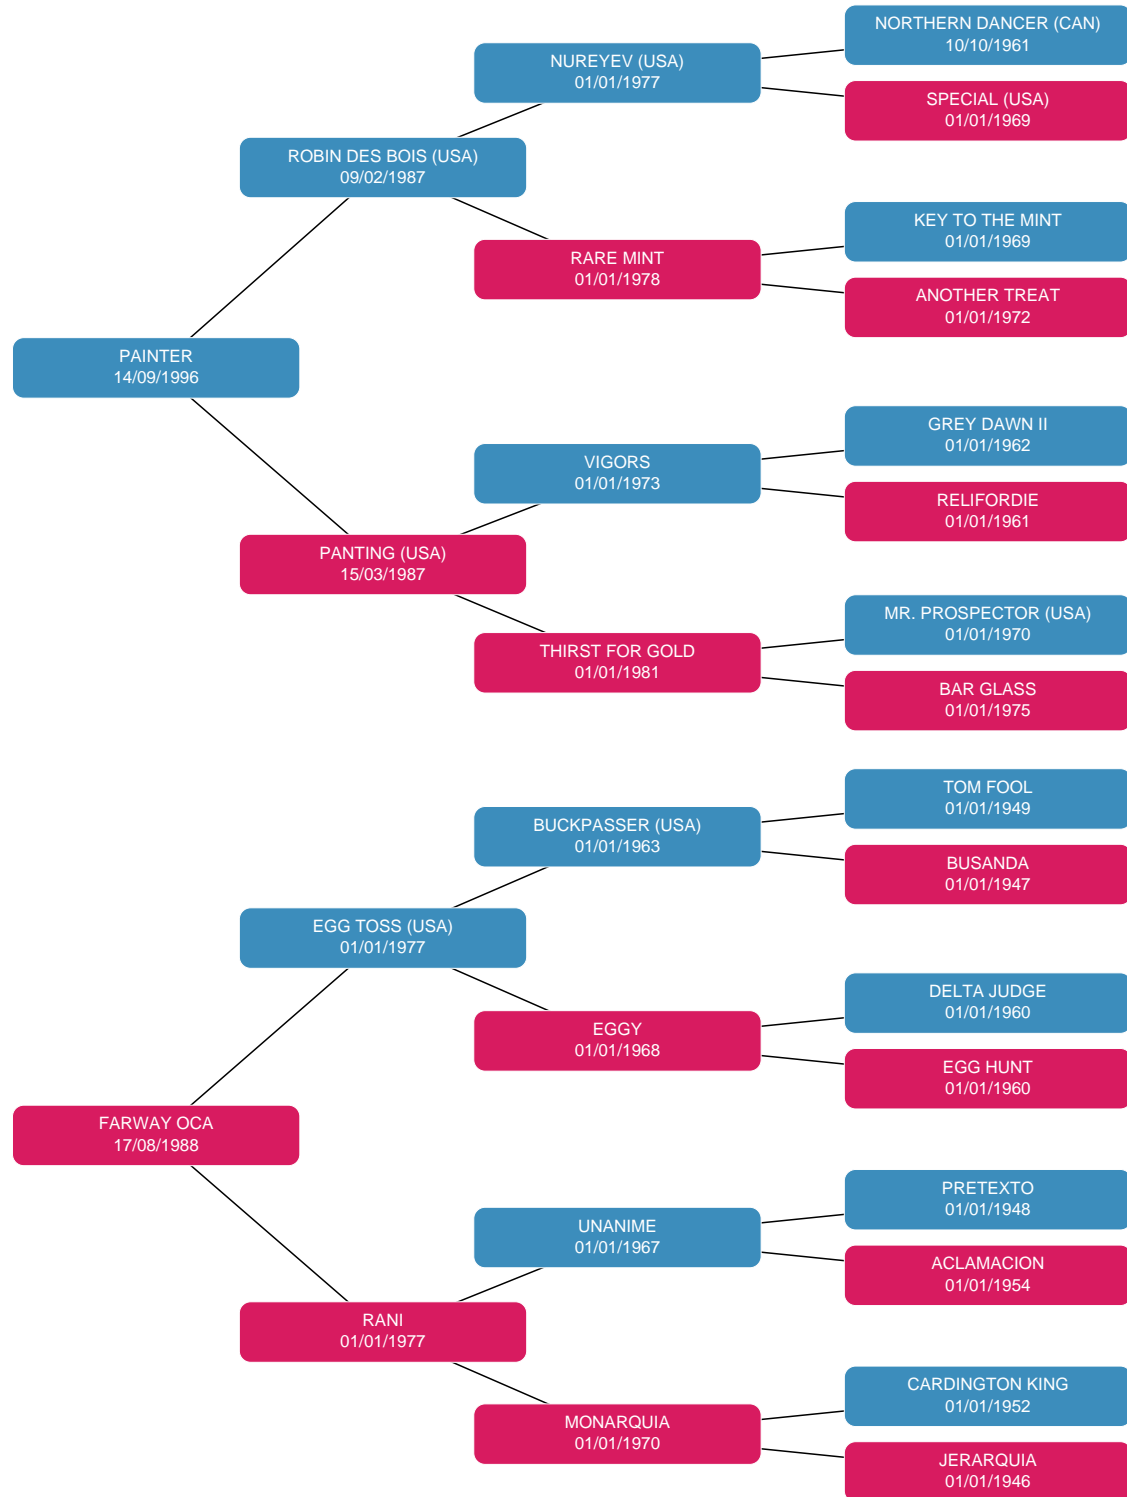 NORTHERN DANCER (CAN)
10/10/1961
NUREYEV (USA)
01/01/1977
SPECIAL (USA)
01/01/1969
ROBIN DES BOIS (USA)
09/02/1987
KEY TO THE MINT
01/01/1969
RARE MINT
01/01/1978
ANOTHER TREAT
01/01/1972
PAINTER
14/09/1996
GREY DAWN II
01/01/1962
VIGORS
01/01/1973
RELIFORDIE
01/01/1961
PANTING (USA)
15/03/1987
MR. PROSPECTOR (USA)
01/01/1970
THIRST FOR GOLD
01/01/1981
BAR GLASS
01/01/1975
TOM FOOL
01/01/1949
BUCKPASSER (USA)
01/01/1963
BUSANDA
01/01/1947
EGG TOSS (USA)
01/01/1977
DELTA JUDGE
01/01/1960
EGGY
01/01/1968
EGG HUNT
01/01/1960
FARWAY OCA
17/08/1988
PRETEXTO
01/01/1948
UNANIME
01/01/1967
ACLAMACION
01/01/1954
RANI
01/01/1977
CARDINGTON KING
01/01/1952
MONARQUIA
01/01/1970
JERARQUIA
01/01/1946